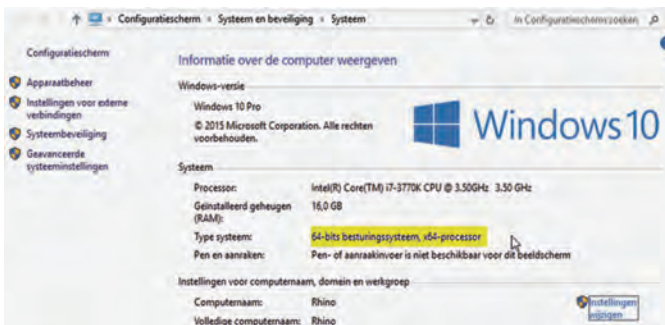 Configuratiescherm › Systeem en beveiliging › Systeem
In Configuratiescherm zoeken
Configuratiescherm
Apparaatbeheer
Instellingen voor externe
verbindingen
Systeembeveiliging
Geavanceerde
systeeminstellingen
Informatie over de computer weergeven
Windows-versie
Windows 10 Pro
© 2015 Microsoft Corporation. Alle rechten
voorbehouden.
Windows 10
Systeem
Processor: Intel(R) Core(TM) i7-3770K CPU @ 3.50GHz 3.50 GHz
Geïnstalleerd geheugen 16,0 GB
(RAM):
Type systeem: 64-bits besturingssysteem, x64-processor
Pen en aanraken: Pen- of aanraakinvoer is niet beschikbaar voor dit beeldscherm
Instellingen voor computernaam, domein en werkgroep
Computernaam: Rhino
Volledige computernaam: Rhino
Instellingen
wijzigen